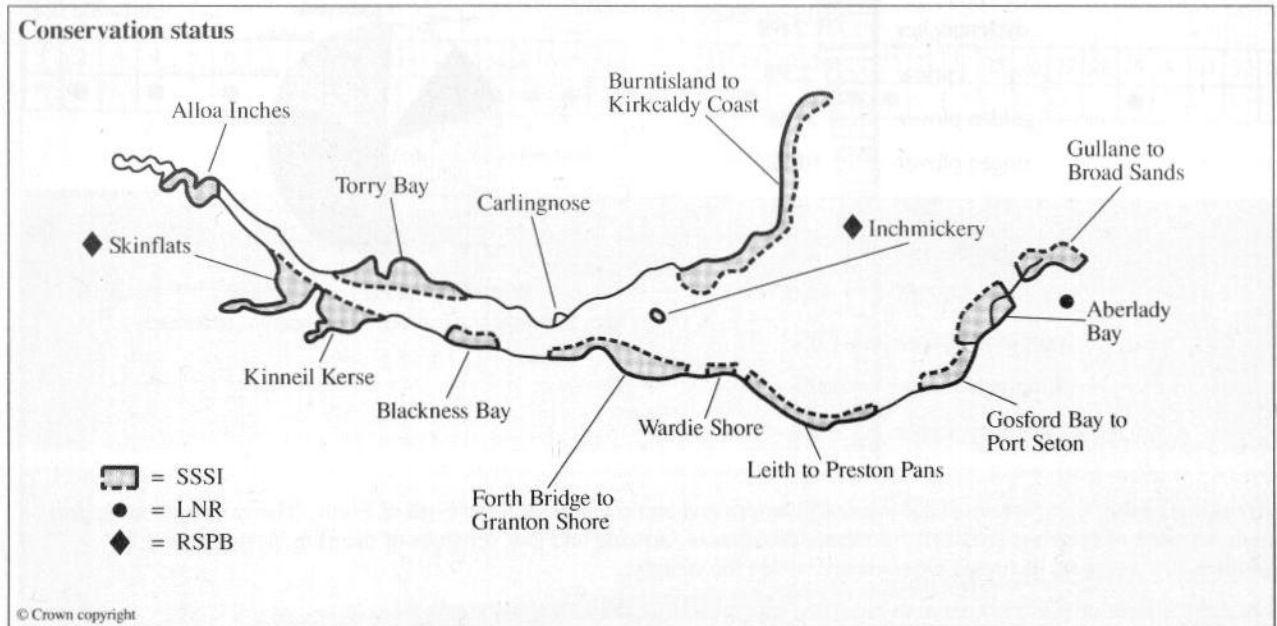 Conservation status
Alloa Inches
Torry Bay
Carlingnose
Burntisland to
Kirkcaldy Coast
Gullane to
Broad Sands
Skinflats
Inchmickery
Aberlady
Bay
Kinneil Kerse
Blackness Bay
Forth Bridge to
Granton Shore
Wardie Shore
Leith to Preston Pans
Gosford Bay to
Port Seton
= SSSI
= LNR
= RSPB
© Crown copyright